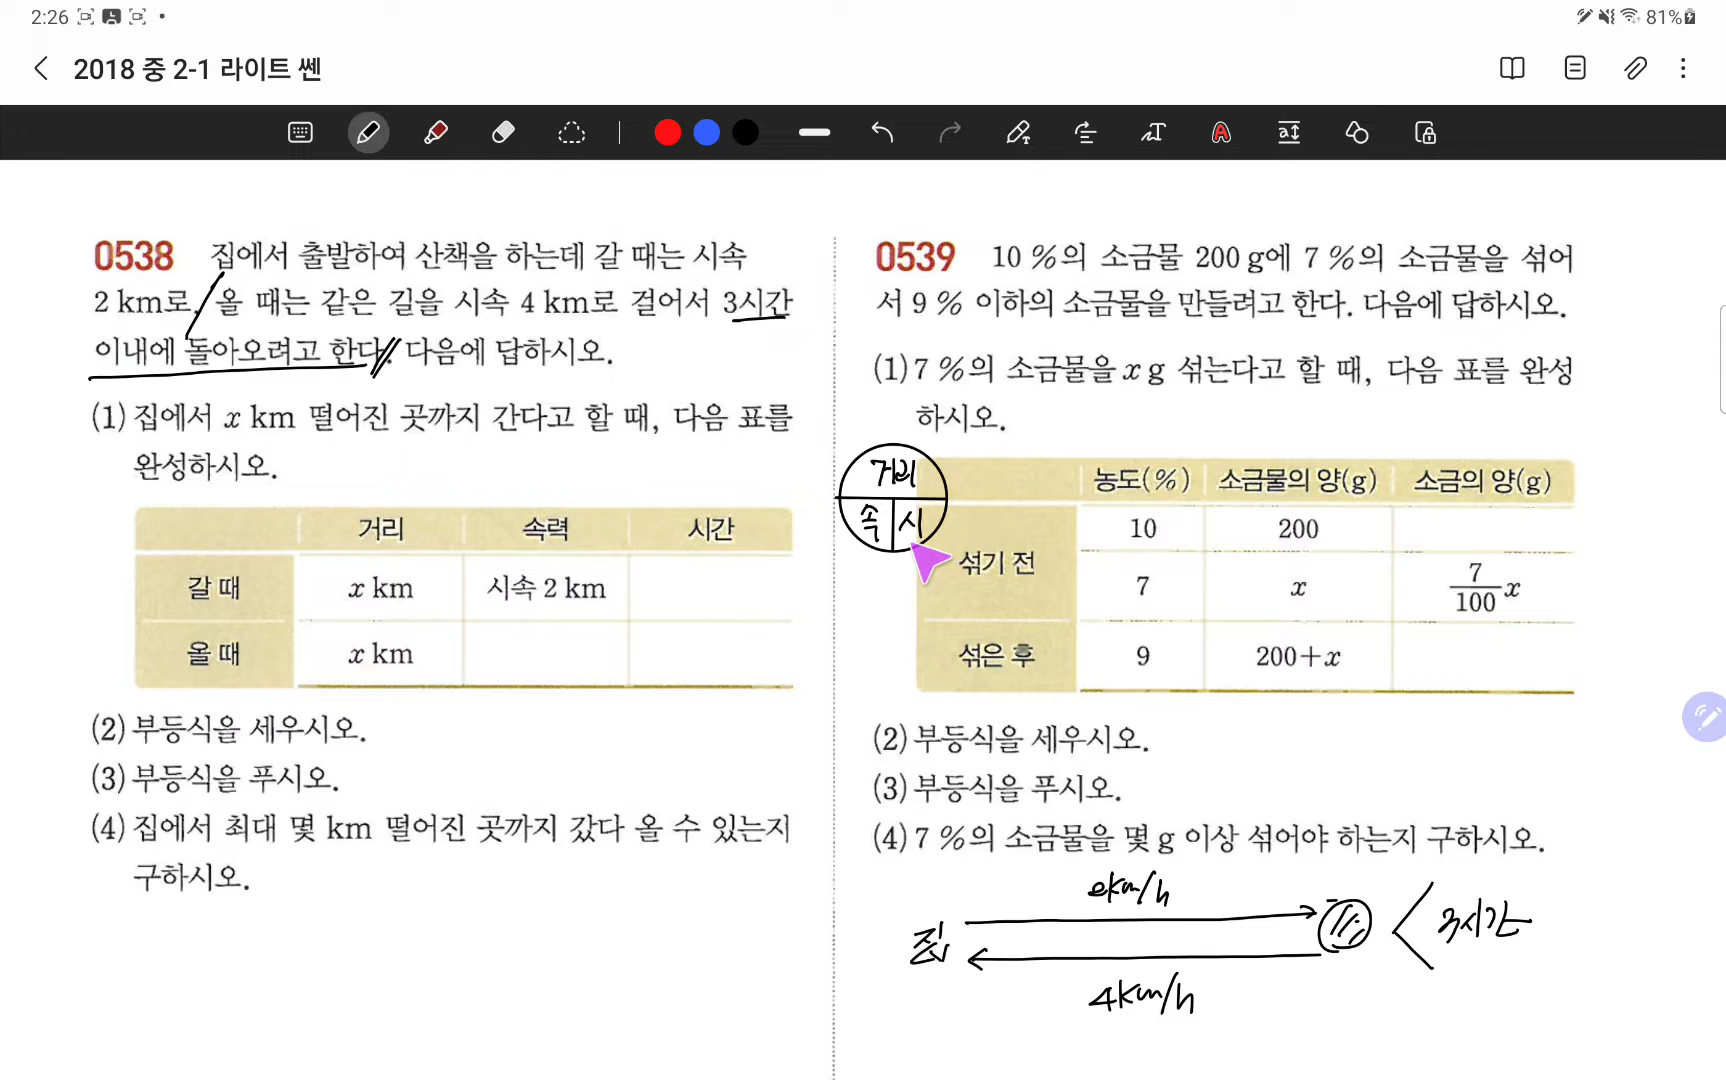 2:26
81%
2018 중 2-1 라이트 쎈
0538 집에서 출발하여 산책을 하는데 갈 때는 시속
2 km로, 올 때는 같은 길을 시속 4 km로 걸어서 3시간
이내에 돌아오려고 한다. 다음에 답하시오.
(1) 집에서 x km 떨어진 곳까지 간다고 할 때, 다음 표를
완성하시오.
거리 속력 시간
갈 때 x km 시속 2 km
올 때 x km
(2) 부등식을 세우시오.
(3) 부등식을 푸시오.
(4) 집에서 최대 몇 km 떨어진 곳까지 갔다 올 수 있는지
구하시오.
0539 10 %의 소금물 200 g에 7 %의 소금물을 섞어
서 9 % 이하의 소금물을 만들려고 한다. 다음에 답하시오.
(1) 7 %의 소금물을 x g 섞는다고 할 때, 다음 표를 완성
하시오.
거리
속 시
농도(%) 소금물의 양(g) 소금의 양(g)
섞기 전
10 200
7 x 7/100 x
섞은 후 9 200+x
(2) 부등식을 세우시오.
(3) 부등식을 푸시오.
(4) 7 %의 소금물을 몇 g 이상 섞어야 하는지 구하시오.
2km/h
집 < 3시간
4km/h